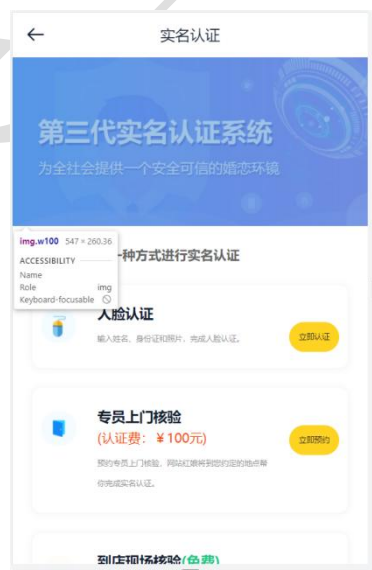 实名认证
第三代实名认证系统
为全社会提供一个安全可信的婚恋环镜
img.w100 547 × 260.36
ACCESSIBILITY
Name
Role img
Keyboard-focusable
一种方式进行实名认证
人脸认证
输入姓名、身份证和照片，完成人脸认证。
立即认证
专员上门核验
(认证费：￥100元)
立即预约
预约专员上门核验，网站红娘将到您约定的地点帮
你完成实名认证。
到店现场核验(免费)